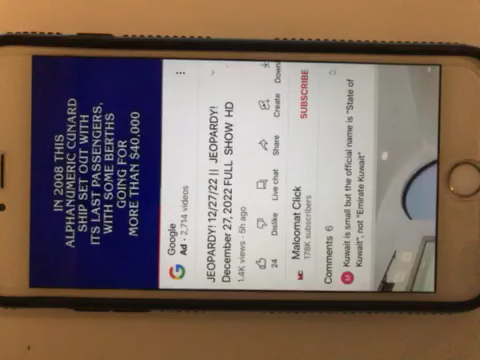 IN 2008 THIS
ALPHANUMERIC CUNARD
SHIP SET OUT WITH
ITS LAST PASSENGERS,
WITH SOME BERTHS
GOING FOR
MORE THAN $40,000
Google
Ad · 2,714 videos
JEOPARDY! 12/27/22 || JEOPARDY!
December 27, 2022 FULL SHOW HD
1.4K views · 5h ago
24
Dislike
Live chat
Share
Create
Down
Maloomat Click
178K subscribers
SUBSCRIBE
Comments 6
Kuwait is small but the official name is "State of
Kuwait", not "Emirate Kuwait"